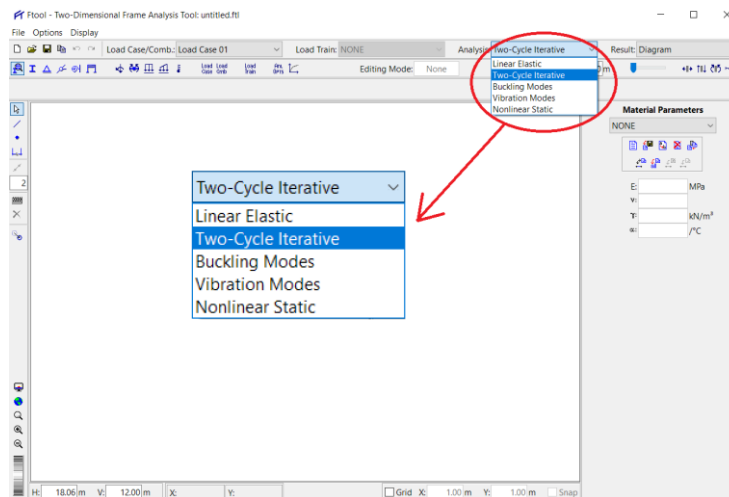 Ftool - Two-Dimensional Frame Analysis Tool: untitled.ftl
File Options Display
Load Case/Comb.: Load Case 01 Load Train: NONE Analysis: Two-Cycle Iterative Result: Diagram
Load Case Load Comb Load Train Editing Mode: None m
Linear Elastic
Two-Cycle Iterative
Buckling Modes
Vibration Modes
Nonlinear Static
Material Parameters
NONE
2
E: MPa
ν:
γ: kN/m³
α: /°C
Two-Cycle Iterative
Linear Elastic
Two-Cycle Iterative
Buckling Modes
Vibration Modes
Nonlinear Static
H: 18.06 m V: 12.00 m X: Y: Grid X: 1.00 m Y: 1.00 m Snap